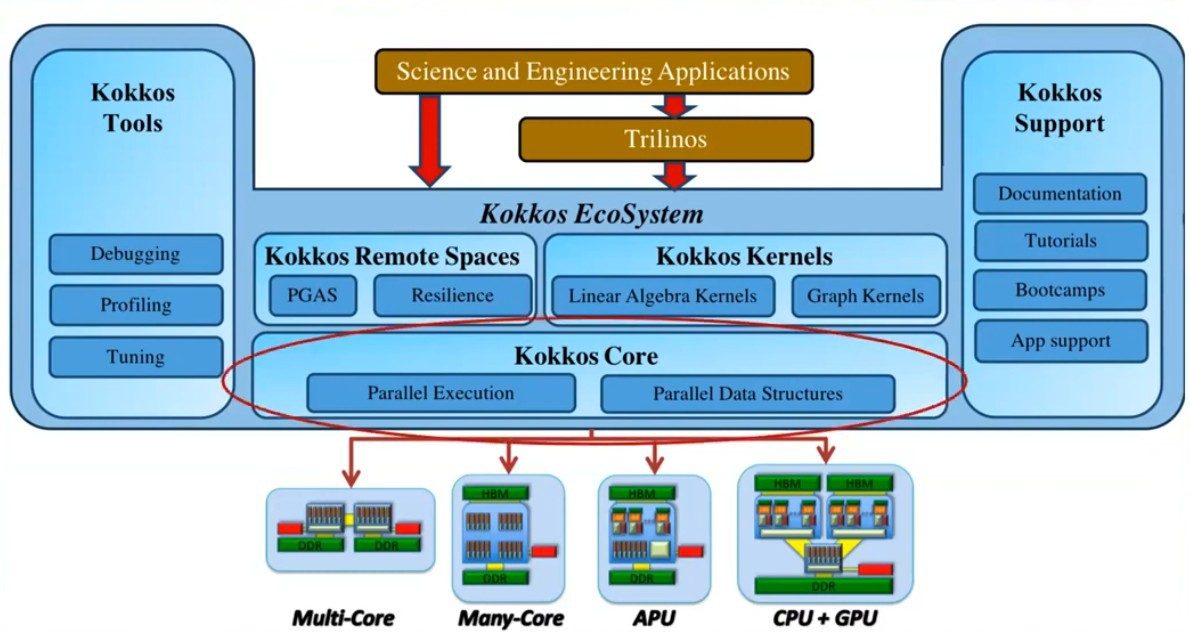 Kokkos
Tools
Debugging
Profiling
Tuning
Science and Engineering Applications
Trilinos
Kokkos EcoSystem
Kokkos Remote Spaces
PGAS
Resilience
Kokkos Kernels
Linear Algebra Kernels
Graph Kernels
Kokkos Core
Parallel Execution
Parallel Data Structures
Kokkos
Support
Documentation
Tutorials
Bootcamps
App support
DDR
DDR
Multi-Core
HBM
DDR
Many-Core
HBM
DDR
APU
HBM
HBM
DDR
CPU + GPU